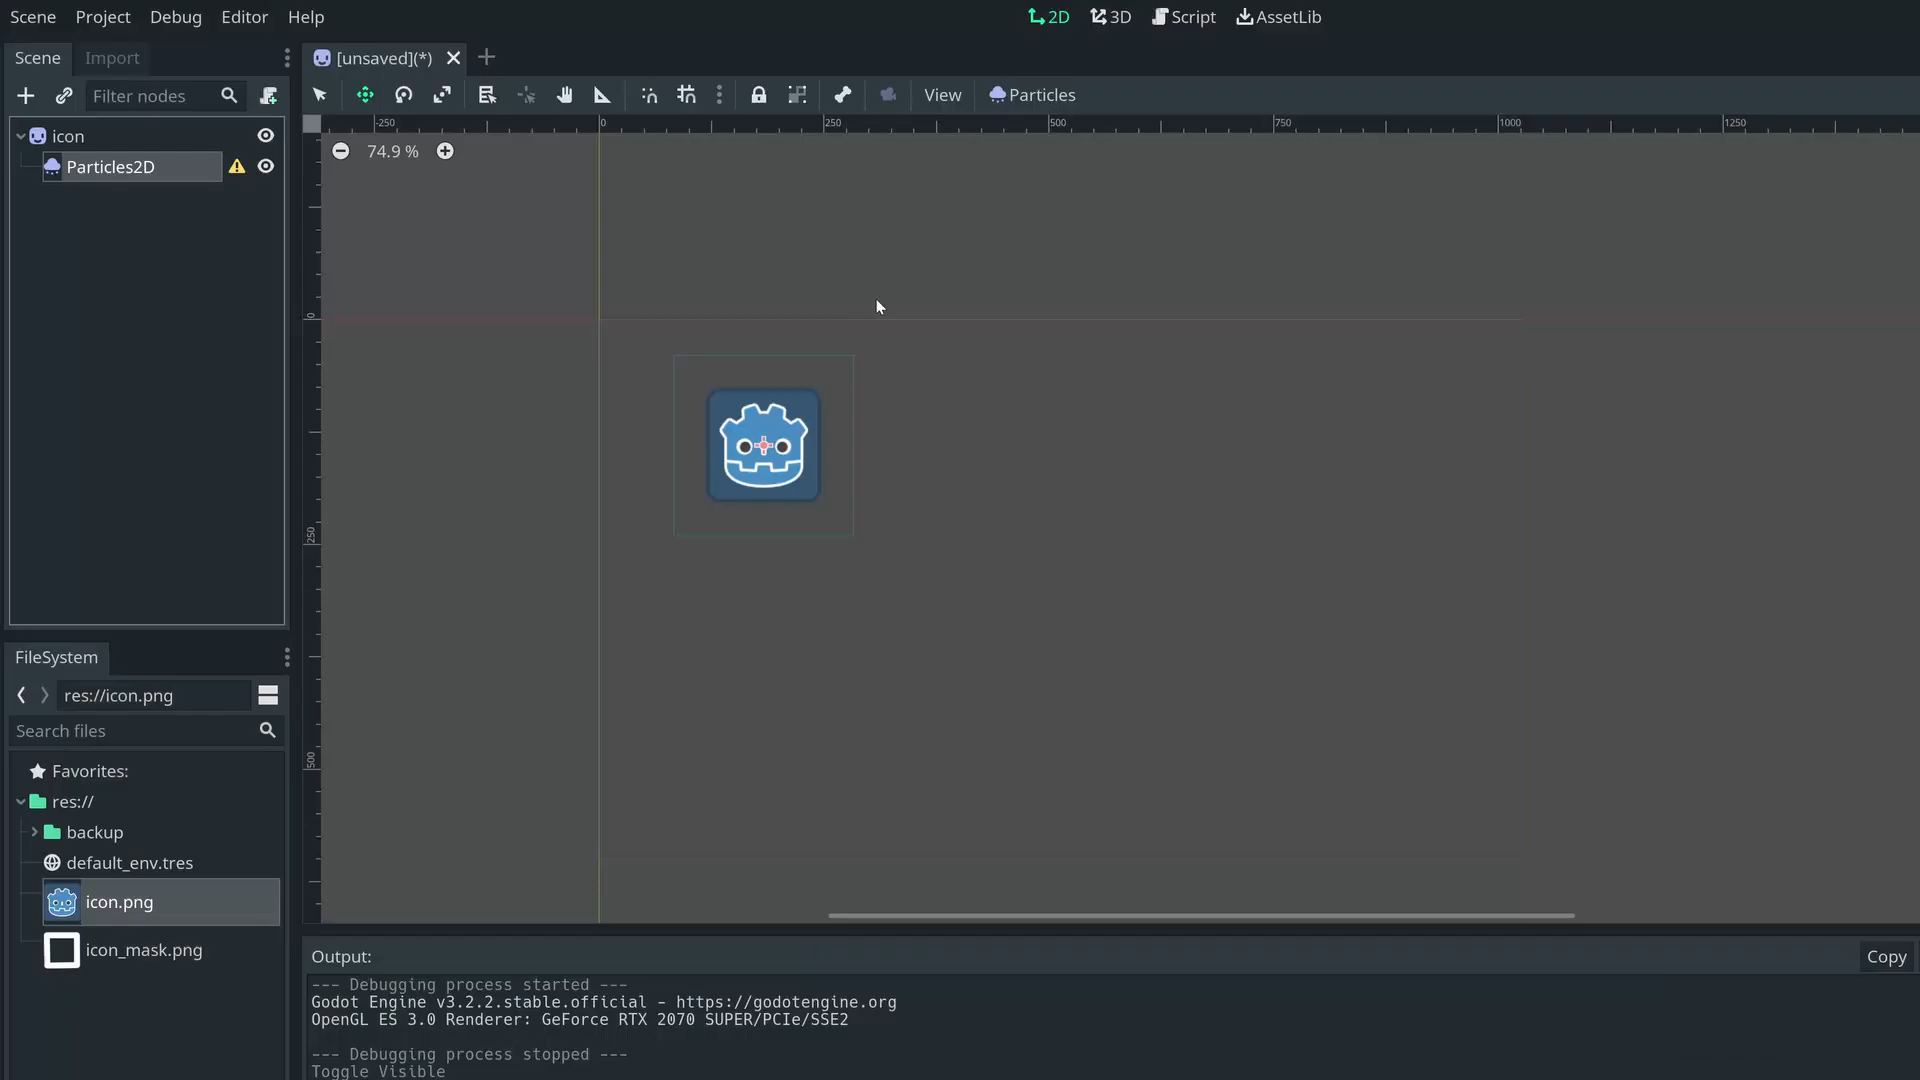 Scene Project Debug Editor Help
2D 3D Script AssetLib
Scene Import
[unsaved](*)
Filter nodes
View Particles
icon
Particles2D
-250 0 250 500 750 1000 1250
74.9 %
0
250
500
FileSystem
res://icon.png
Search files
Favorites:
res://
backup
default_env.tres
icon.png
icon_mask.png
Output: Copy
--- Debugging process started ---
Godot Engine v3.2.2.stable.official - https://godotengine.org
OpenGL ES 3.0 Renderer: GeForce RTX 2070 SUPER/PCIe/SSE2
--- Debugging process stopped ---
Toggle Visible